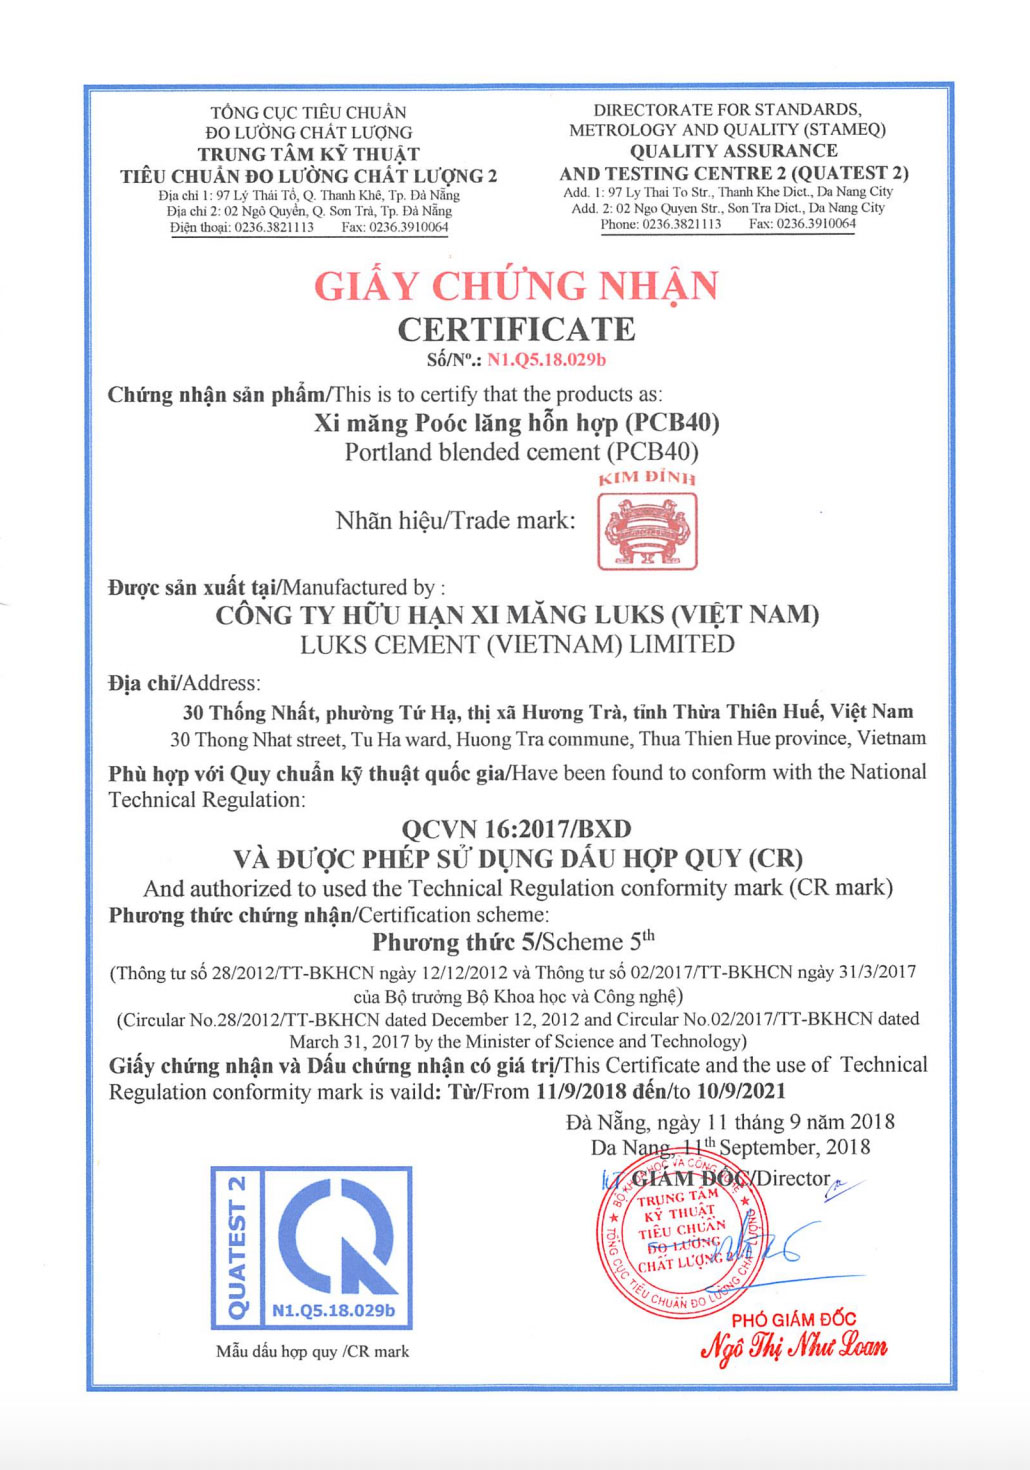 TỔNG CỤC TIÊU CHUẨN
ĐO LƯỜNG CHẤT LƯỢNG
TRUNG TÂM KỸ THUẬT
TIÊU CHUẨN ĐO LƯỜNG CHẤT LƯỢNG 2
Địa chỉ 1: 97 Lý Thái Tổ, Q. Thanh Khê, Tp. Đà Nẵng
Địa chỉ 2: 02 Ngô Quyền, Q. Sơn Trà, Tp. Đà Nẵng
Điện thoại: 0236.3821113 Fax: 0236.3910064
DIRECTORATE FOR STANDARDS,
METROLOGY AND QUALITY (STAMEQ)
QUALITY ASSURANCE
AND TESTING CENTRE 2 (QUATEST 2)
Add. 1: 97 Ly Thai To Str., Thanh Khe Dict., Da Nang City
Add. 2: 02 Ngo Quyen Str., Son Tra Dict., Da Nang City
Phone: 0236.3821113 Fax: 0236.3910064
GIẤY CHỨNG NHẬN
CERTIFICATE
Số/Nº.: N1.Q5.18.029b
Chứng nhận sản phẩm/This is to certify that the products as:
Xi măng Poóc lăng hỗn hợp (PCB40)
Portland blended cement (PCB40)
KIM ĐỈNH
Nhãn hiệu/Trade mark:
Được sản xuất tại/Manufactured by :
CÔNG TY HỮU HẠN XI MĂNG LUKS (VIỆT NAM)
LUKS CEMENT (VIETNAM) LIMITED
Địa chỉ/Address:
30 Thống Nhất, phường Tứ Hạ, thị xã Hương Trà, tỉnh Thừa Thiên Huế, Việt Nam
30 Thong Nhat street, Tu Ha ward, Huong Tra commune, Thua Thien Hue province, Vietnam
Phù hợp với Quy chuẩn kỹ thuật quốc gia/Have been found to conform with the National
Technical Regulation:
QCVN 16:2017/BXD
VÀ ĐƯỢC PHÉP SỬ DỤNG DẤU HỢP QUY (CR)
And authorized to used the Technical Regulation conformity mark (CR mark)
Phương thức chứng nhận/Certification scheme:
Phương thức 5/Scheme 5th
(Thông tư số 28/2012/TT-BKHCN ngày 12/12/2012 và Thông tư số 02/2017/TT-BKHCN ngày 31/3/2017
của Bộ trưởng Bộ Khoa học và Công nghệ)
(Circular No.28/2012/TT-BKHCN dated December 12, 2012 and Circular No.02/2017/TT-BKHCN dated
March 31, 2017 by the Minister of Science and Technology)
Giấy chứng nhận và Dấu chứng nhận có giá trị/This Certificate and the use of Technical
Regulation conformity mark is vaild: Từ/From 11/9/2018 đến/to 10/9/2021
Đà Nẵng, ngày 11 tháng 9 năm 2018
Da Nang, 11th September, 2018
KT GIÁM ĐỐC/Director
BỘ KHOA HỌC VÀ CÔNG NGHỆ
TRUNG TÂM
KỸ THUẬT
TIÊU CHUẨN
ĐO LƯỜNG
CHẤT LƯỢNG 2
TỔNG CỤC TIÊU CHUẨN ĐO LƯỜNG CHẤT LƯỢNG
PHÓ GIÁM ĐỐC
Ngô Thị Như Loan
QUATEST 2
N1.Q5.18.029b
Mẫu dấu hợp quy /CR mark